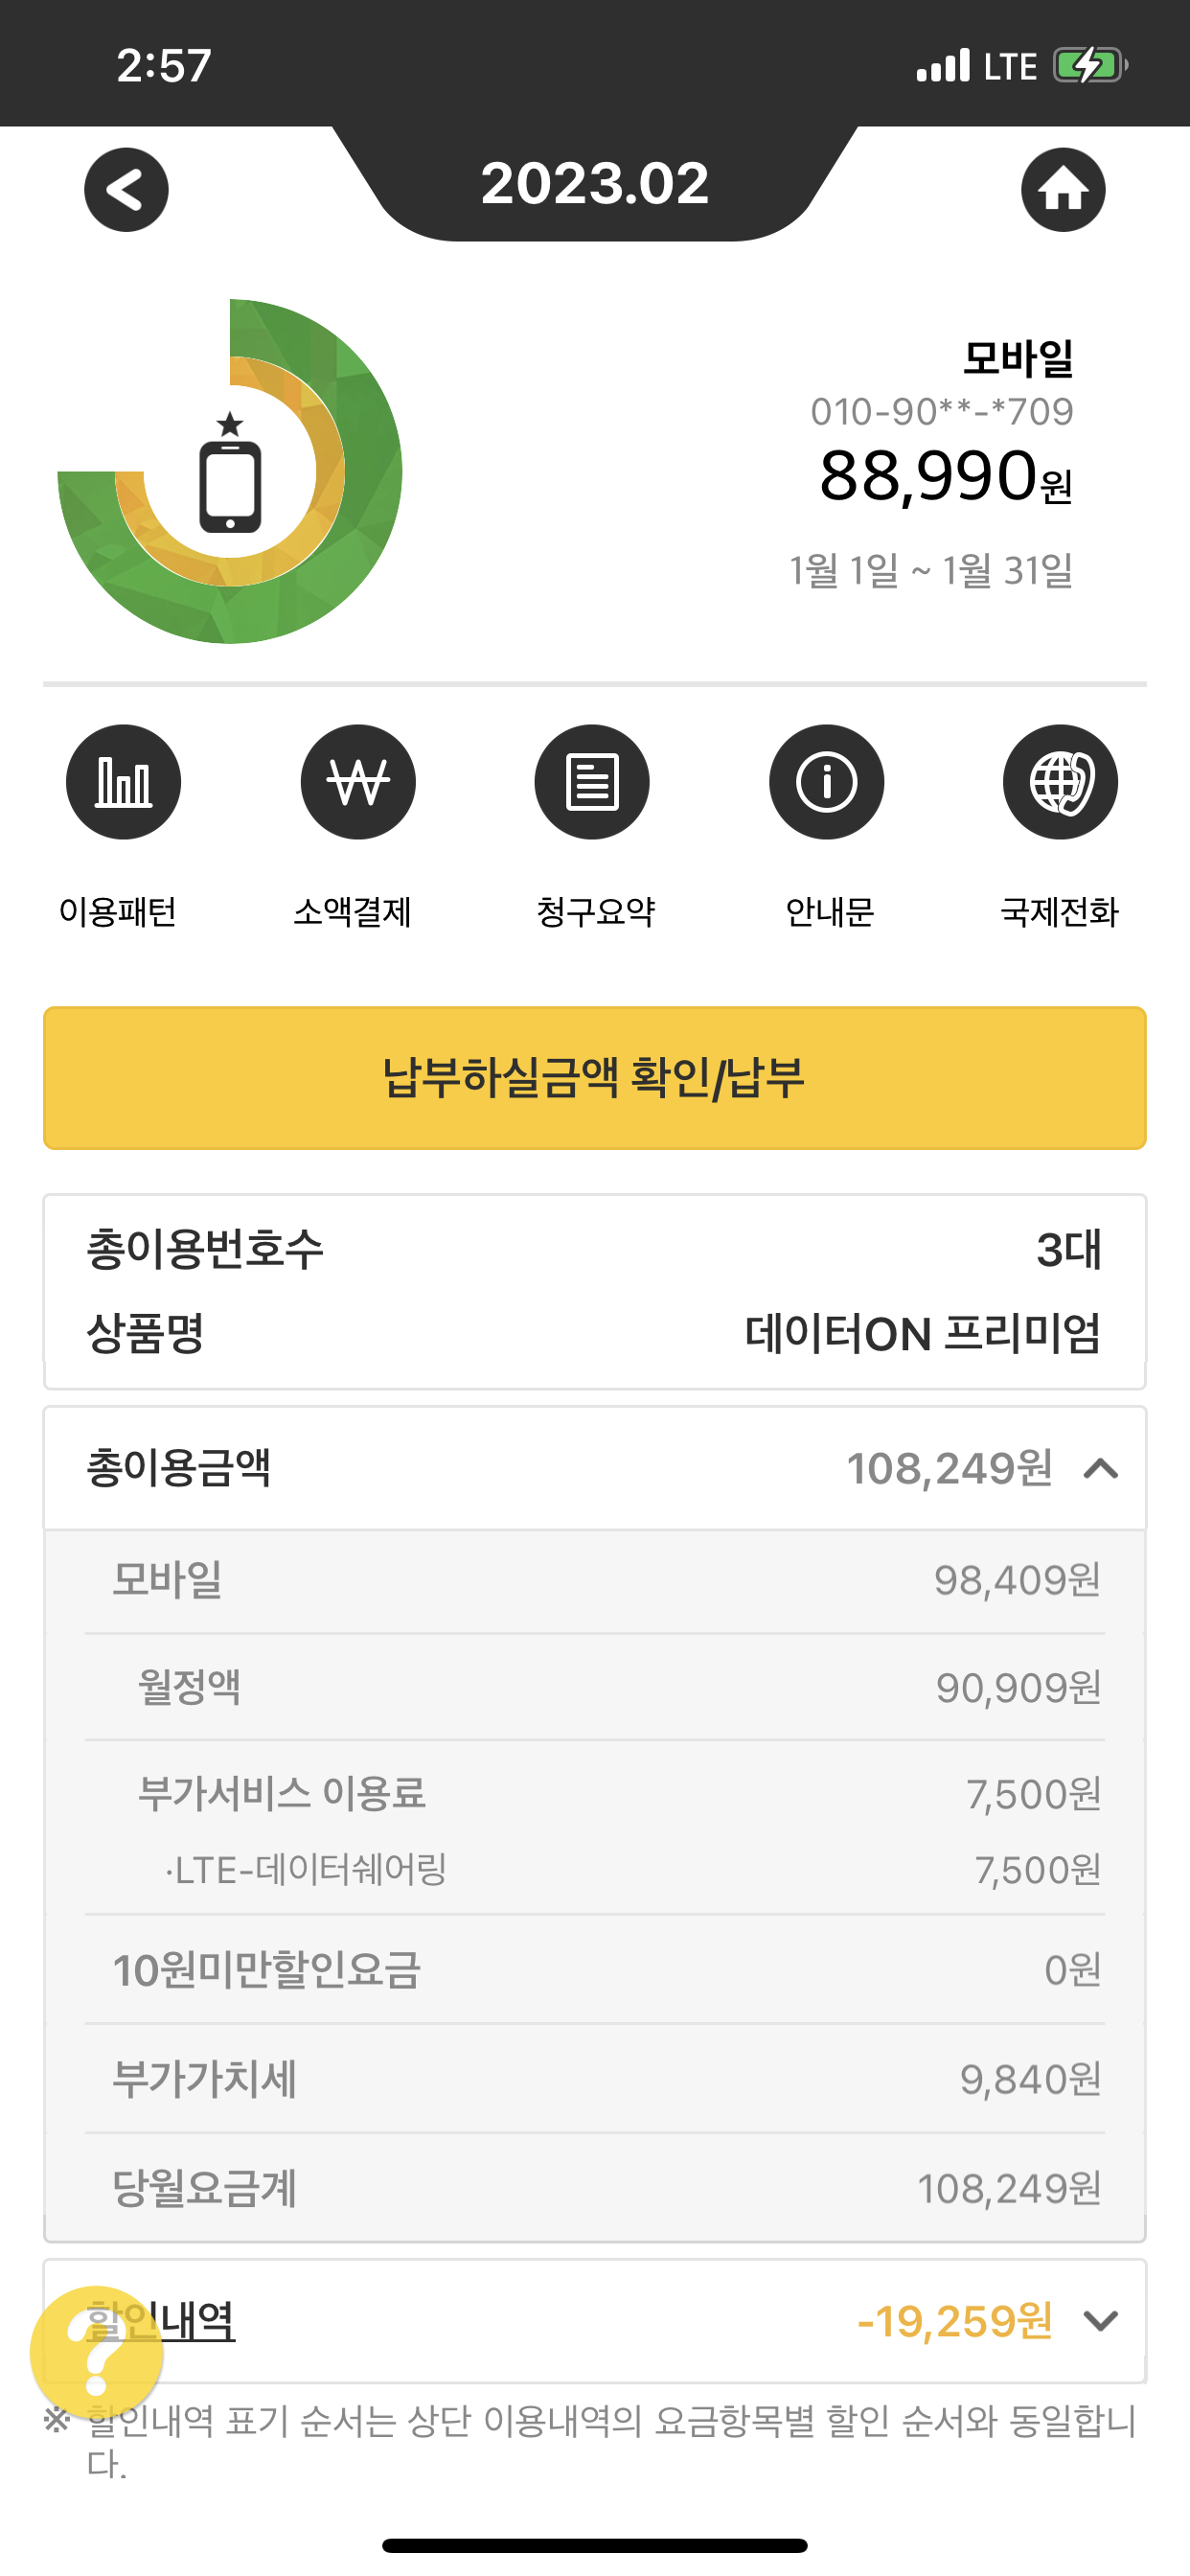 2:57
LTE
2023.02
모바일
010-90**-*709
88,990원
1월 1일 ~ 1월 31일
이용패턴
소액결제
청구요약
안내문
국제전화
납부하실금액 확인/납부
총이용번호수 3대
상품명 데이터ON 프리미엄
총이용금액 108,249원
모바일 98,409원
월정액 90,909원
부가서비스 이용료 7,500원
·LTE-데이터쉐어링 7,500원
10원미만할인요금 0원
부가가치세 9,840원
당월요금계 108,249원
할인내역 -19,259원
?
※ 할인내역 표기 순서는 상단 이용내역의 요금항목별 할인 순서와 동일합니
다.